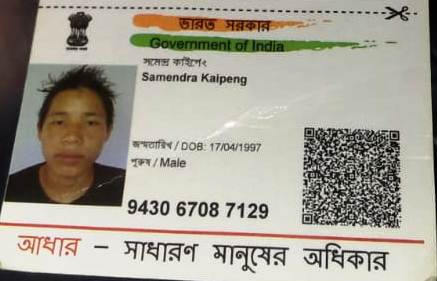 ভারত সরকার
Government of India
সমেন্দ্র কাইপেং
Samendra Kaipeng
জন্মতারিখ / DOB: 17/04/1997
পুরুষ / Male
9430 6708 7129
আধার – সাধারণ মানুষের অধিকার